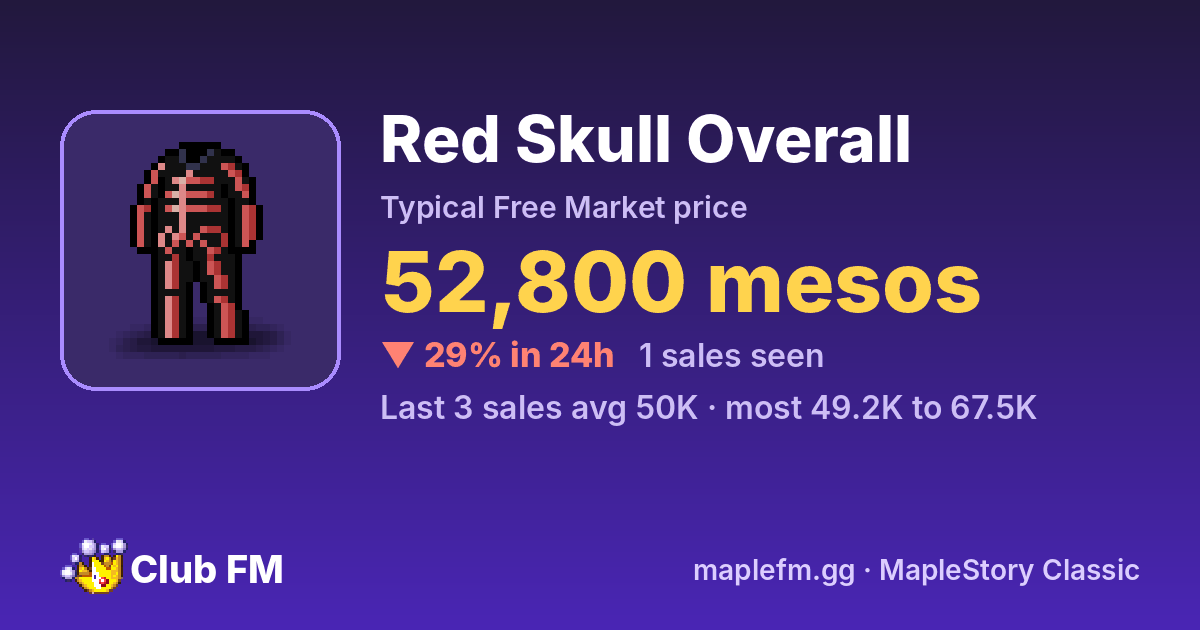 Red Skull Overall
Typical Free Market price
52,800 mesos
▼ 29% in 24h 1 sales seen
Last 3 sales avg 50K · most 49.2K to 67.5K
Club FM
maplefm.gg · MapleStory Classic